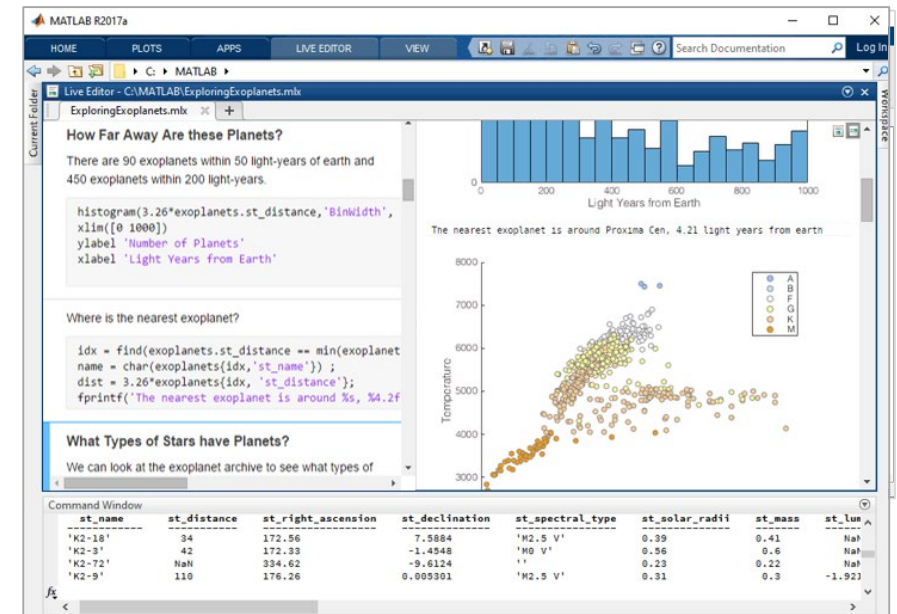 MATLAB R2017a
HOME PLOTS APPS LIVE EDITOR VIEW Search Documentation Log In
C: MATLAB
Current Folder
Live Editor - C:\MATLAB\ExploringExoplanets.mlx
Workspace
ExploringExoplanets.mlx
How Far Away Are these Planets?
There are 90 exoplanets within 50 light-years of earth and
450 exoplanets within 200 light-years.
histogram(3.26*exoplanets.st_distance,'BinWidth',
xlim([0 1000])
ylabel 'Number of Planets'
xlabel 'Light Years from Earth'
Where is the nearest exoplanet?
idx = find(exoplanets.st_distance == min(exoplanet
name = char(exoplanets{idx,'st_name'}) ;
dist = 3.26*exoplanets{idx, 'st_distance'};
fprintf('The nearest exoplanet is around %s, %4.2f
What Types of Stars have Planets?
We can look at the exoplanet archive to see what types of
0
0 200 400 600 800 1000
Light Years from Earth
The nearest exoplanet is around Proxima Cen, 4.21 light years from earth
8000
7000
6000
5000
4000
3000
Temperature
A
B
F
G
K
M
Command Window
st_name st_distance st_right_ascension st_declination st_spectral_type st_solar_radii st_mass st_lum
'K2-18' 34 172.56 7.5884 'M2.5 V' 0.39 0.41 NaN
'K2-3' 42 172.33 -1.4548 'M0 V' 0.56 0.6 NaN
'K2-72' NaN 334.62 -9.6124 '' 0.23 0.22 NaN
'K2-9' 110 176.26 0.005301 'M2.5 V' 0.31 0.3 -1.921
fx